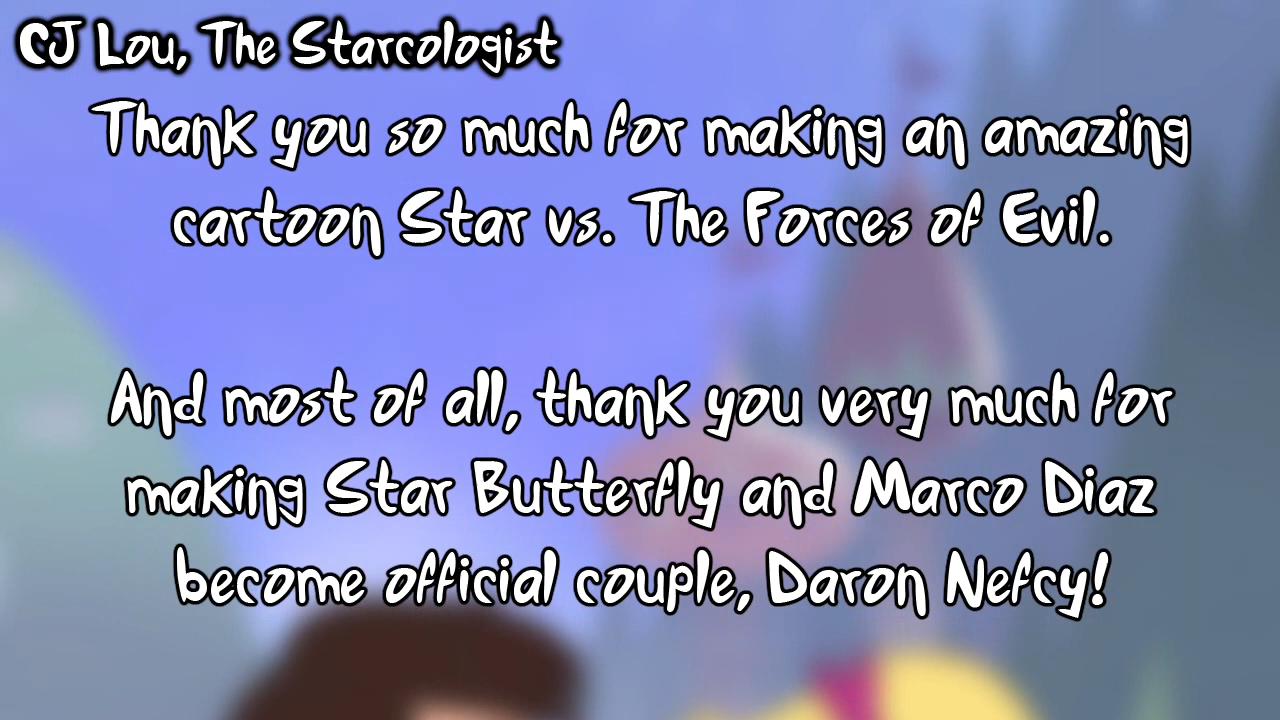 CJ Lou, The Starcologist
Thank you so much for making an amazing
cartoon Star vs. The Forces of Evil.
And most of all, thank you very much for
making Star Butterfly and Marco Diaz
become official couple, Daron Nefcy!